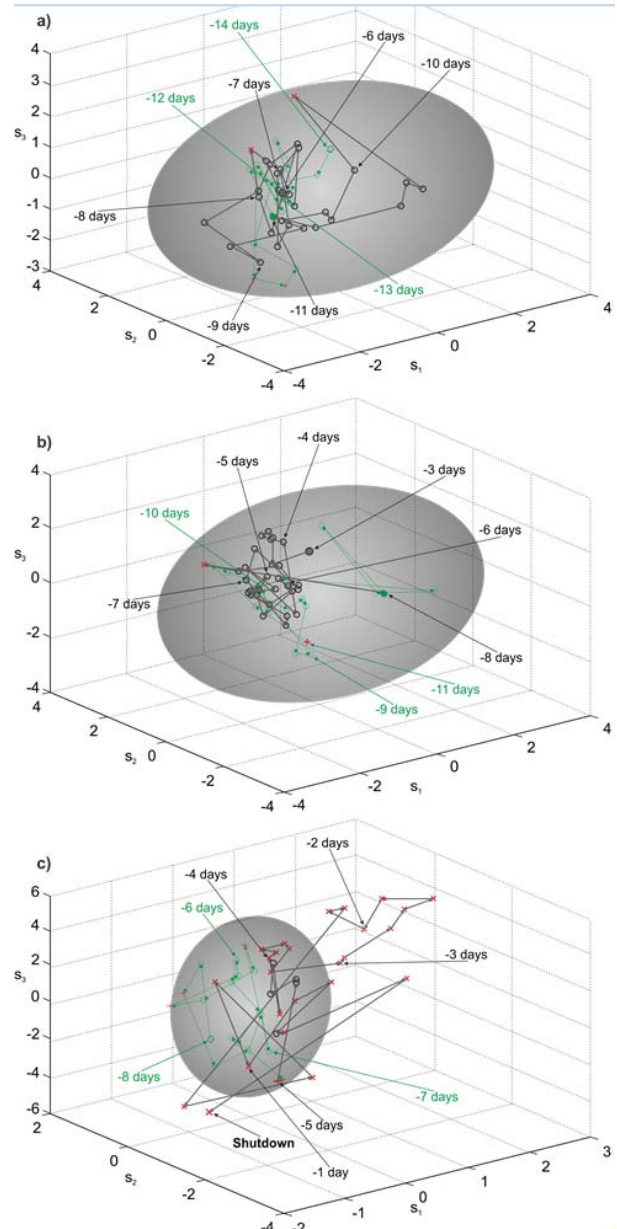 a)
-14 days
-6 days
-7 days
-10 days
-12 days
-8 days
-9 days
-11 days
-13 days
S₃
4
3
2
1
0
-1
-2
-3
4
2
0
-2
-4
S₂
-4
-2
0
2
4
S₁
b)
-4 days
-5 days
-3 days
-10 days
-6 days
-7 days
-8 days
-11 days
-9 days
S₃
4
2
0
-2
-4
4
2
0
-2
-4
S₂
-4
-2
0
2
4
S₁
c)
-2 days
-4 days
-6 days
-3 days
-8 days
-7 days
-5 days
Shutdown
-1 day
S₃
6
4
2
0
-2
-4
-6
2
0
-2
-4
S₂
-2
-1
0
1
2
3
S₁